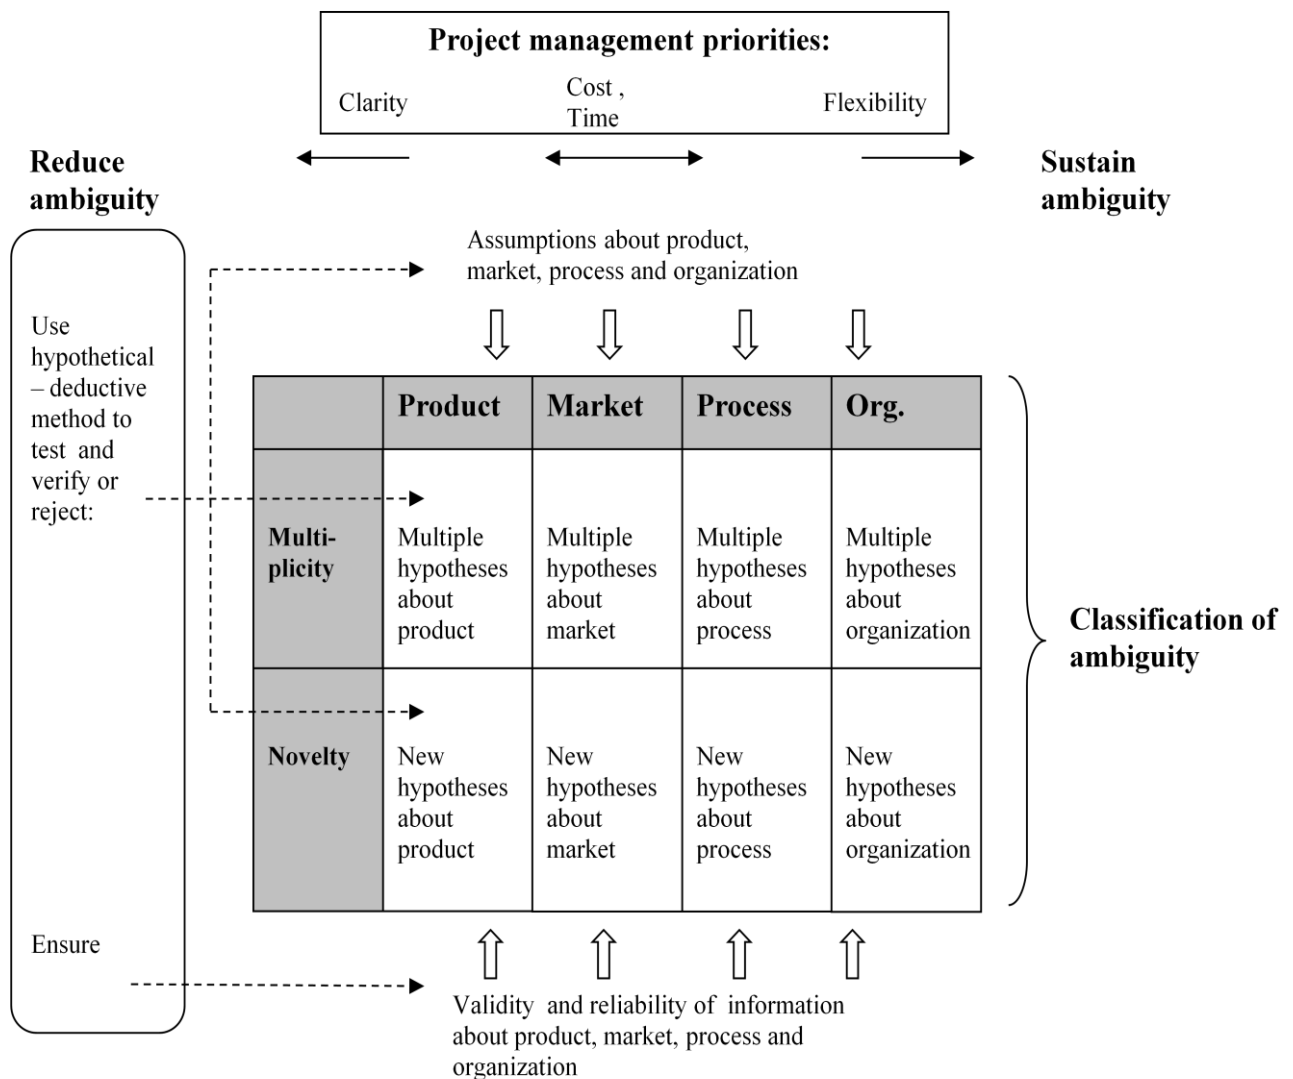 Project management priorities:
Clarity
Cost ,
Time
Flexibility
Reduce
ambiguity
Sustain
ambiguity
Assumptions about product,
market, process and organization
Use
hypothetical
– deductive
method to
test and
verify or
reject:
Ensure
Product
Market
Process
Org.
Multi-
plicity
Multiple
hypotheses
about
product
Multiple
hypotheses
about
market
Multiple
hypotheses
about
process
Multiple
hypotheses
about
organization
Novelty
New
hypotheses
about
product
New
hypotheses
about
market
New
hypotheses
about
process
New
hypotheses
about
organization
Classification of
ambiguity
Validity and reliability of information
about product, market, process and
organization